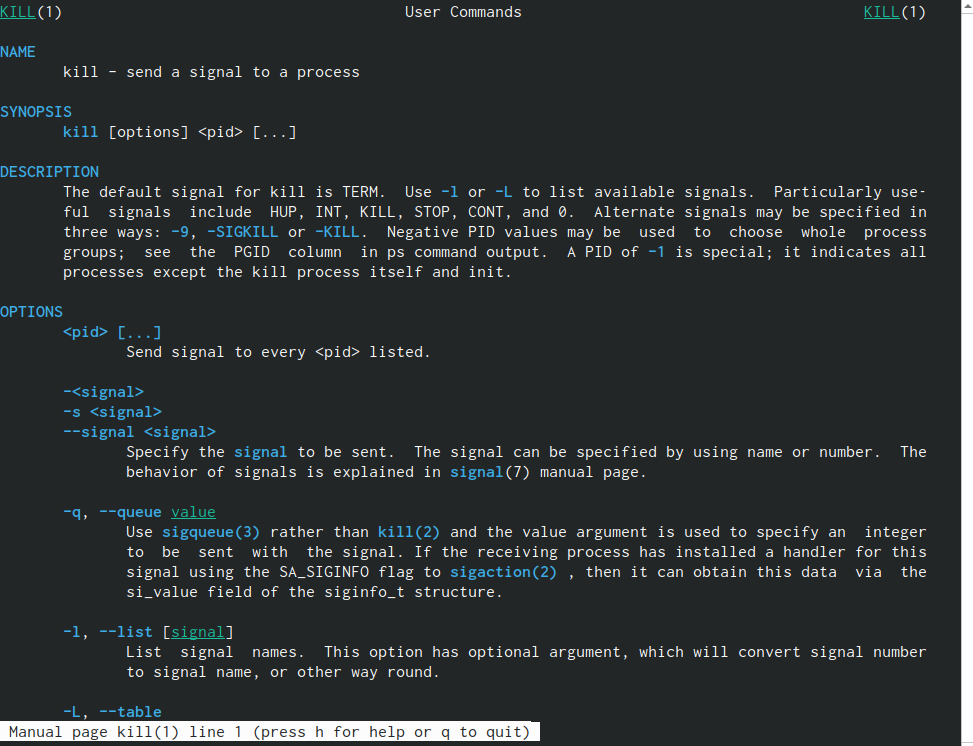 KILL(1)                                      User Commands                                      KILL(1)

NAME
       kill - send a signal to a process

SYNOPSIS
       kill [options] <pid> [...]

DESCRIPTION
       The default signal for kill is TERM.  Use -l or -L to list available signals.  Particularly use-
       ful  signals  include  HUP, INT, KILL, STOP, CONT, and 0.  Alternate signals may be specified in
       three ways: -9, -SIGKILL or -KILL.  Negative PID values may be  used  to  choose  whole  process
       groups;  see  the  PGID  column  in ps command output.  A PID of -1 is special; it indicates all
       processes except the kill process itself and init.

OPTIONS
       <pid> [...]
              Send signal to every <pid> listed.

       -<signal>
       -s <signal>
       --signal <signal>
              Specify the signal to be sent.  The signal can be specified by using name or number.  The
              behavior of signals is explained in signal(7) manual page.

       -q, --queue value
              Use sigqueue(3) rather than kill(2) and the value argument is used to specify an  integer
              to  be  sent  with  the signal. If the receiving process has installed a handler for this
              signal using the SA_SIGINFO flag to sigaction(2) , then it can obtain this data  via  the
              si_value field of the siginfo_t structure.

       -l, --list [signal]
              List  signal  names.  This option has optional argument, which will convert signal number
              to signal name, or other way round.

       -L, --table
 Manual page kill(1) line 1 (press h for help or q to quit)